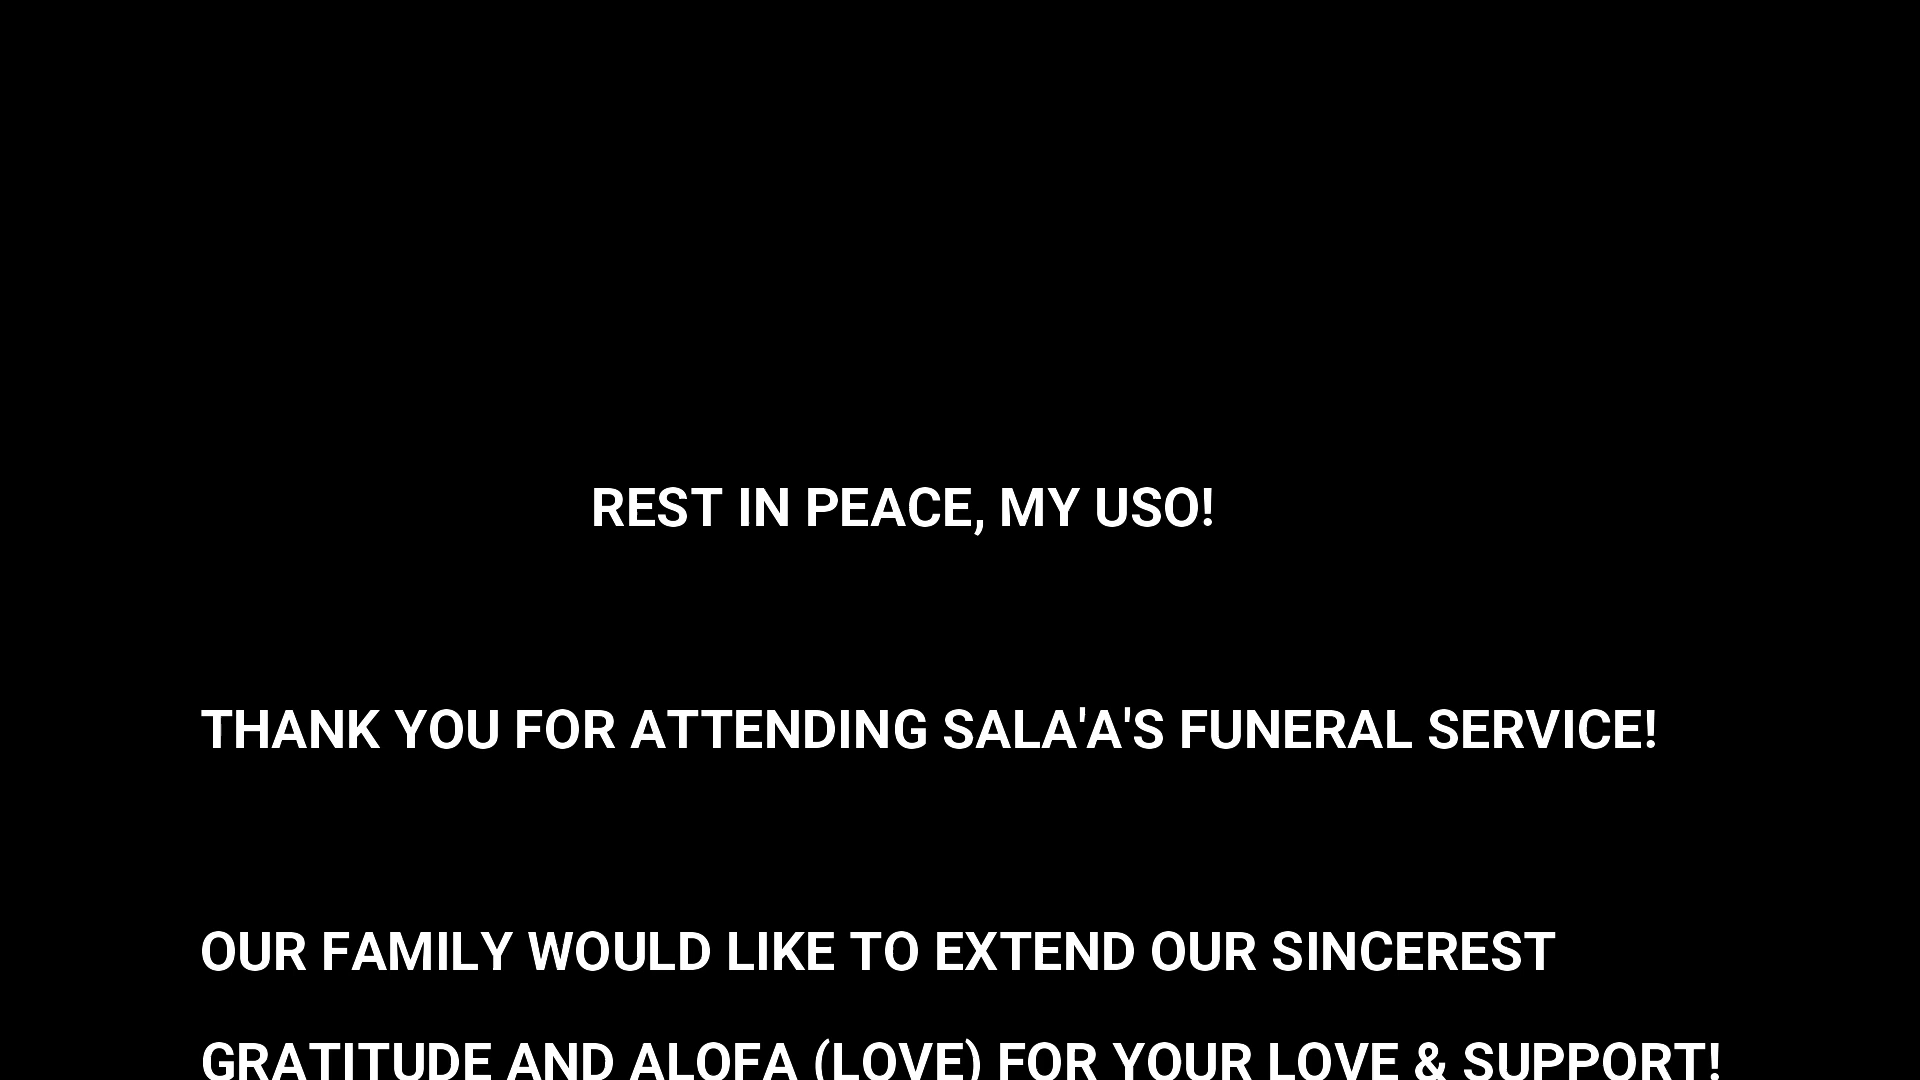 REST IN PEACE, MY USO!
THANK YOU FOR ATTENDING SALA'A'S FUNERAL SERVICE!
OUR FAMILY WOULD LIKE TO EXTEND OUR SINCEREST
GRATITUDE AND ALOFA (LOVE) FOR YOUR LOVE & SUPPORT!